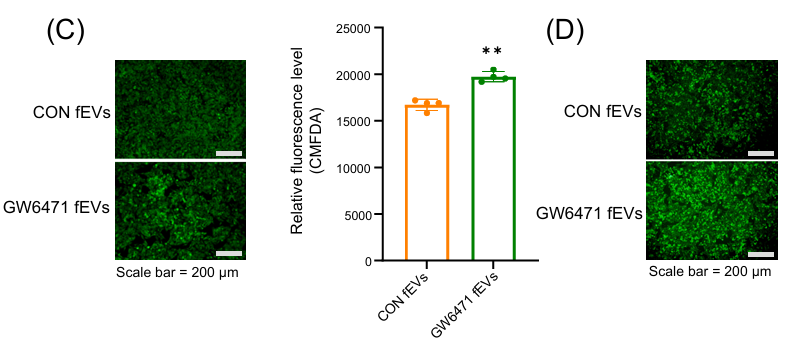 (C)
CON fEVs
GW6471 fEVs
Scale bar = 200 μm
Relative fluorescence level
(CMFDA)
25000
20000
15000
10000
5000
0
**
CON fEVs
GW6471 fEVs
(D)
CON fEVs
GW6471 fEVs
Scale bar = 200 μm